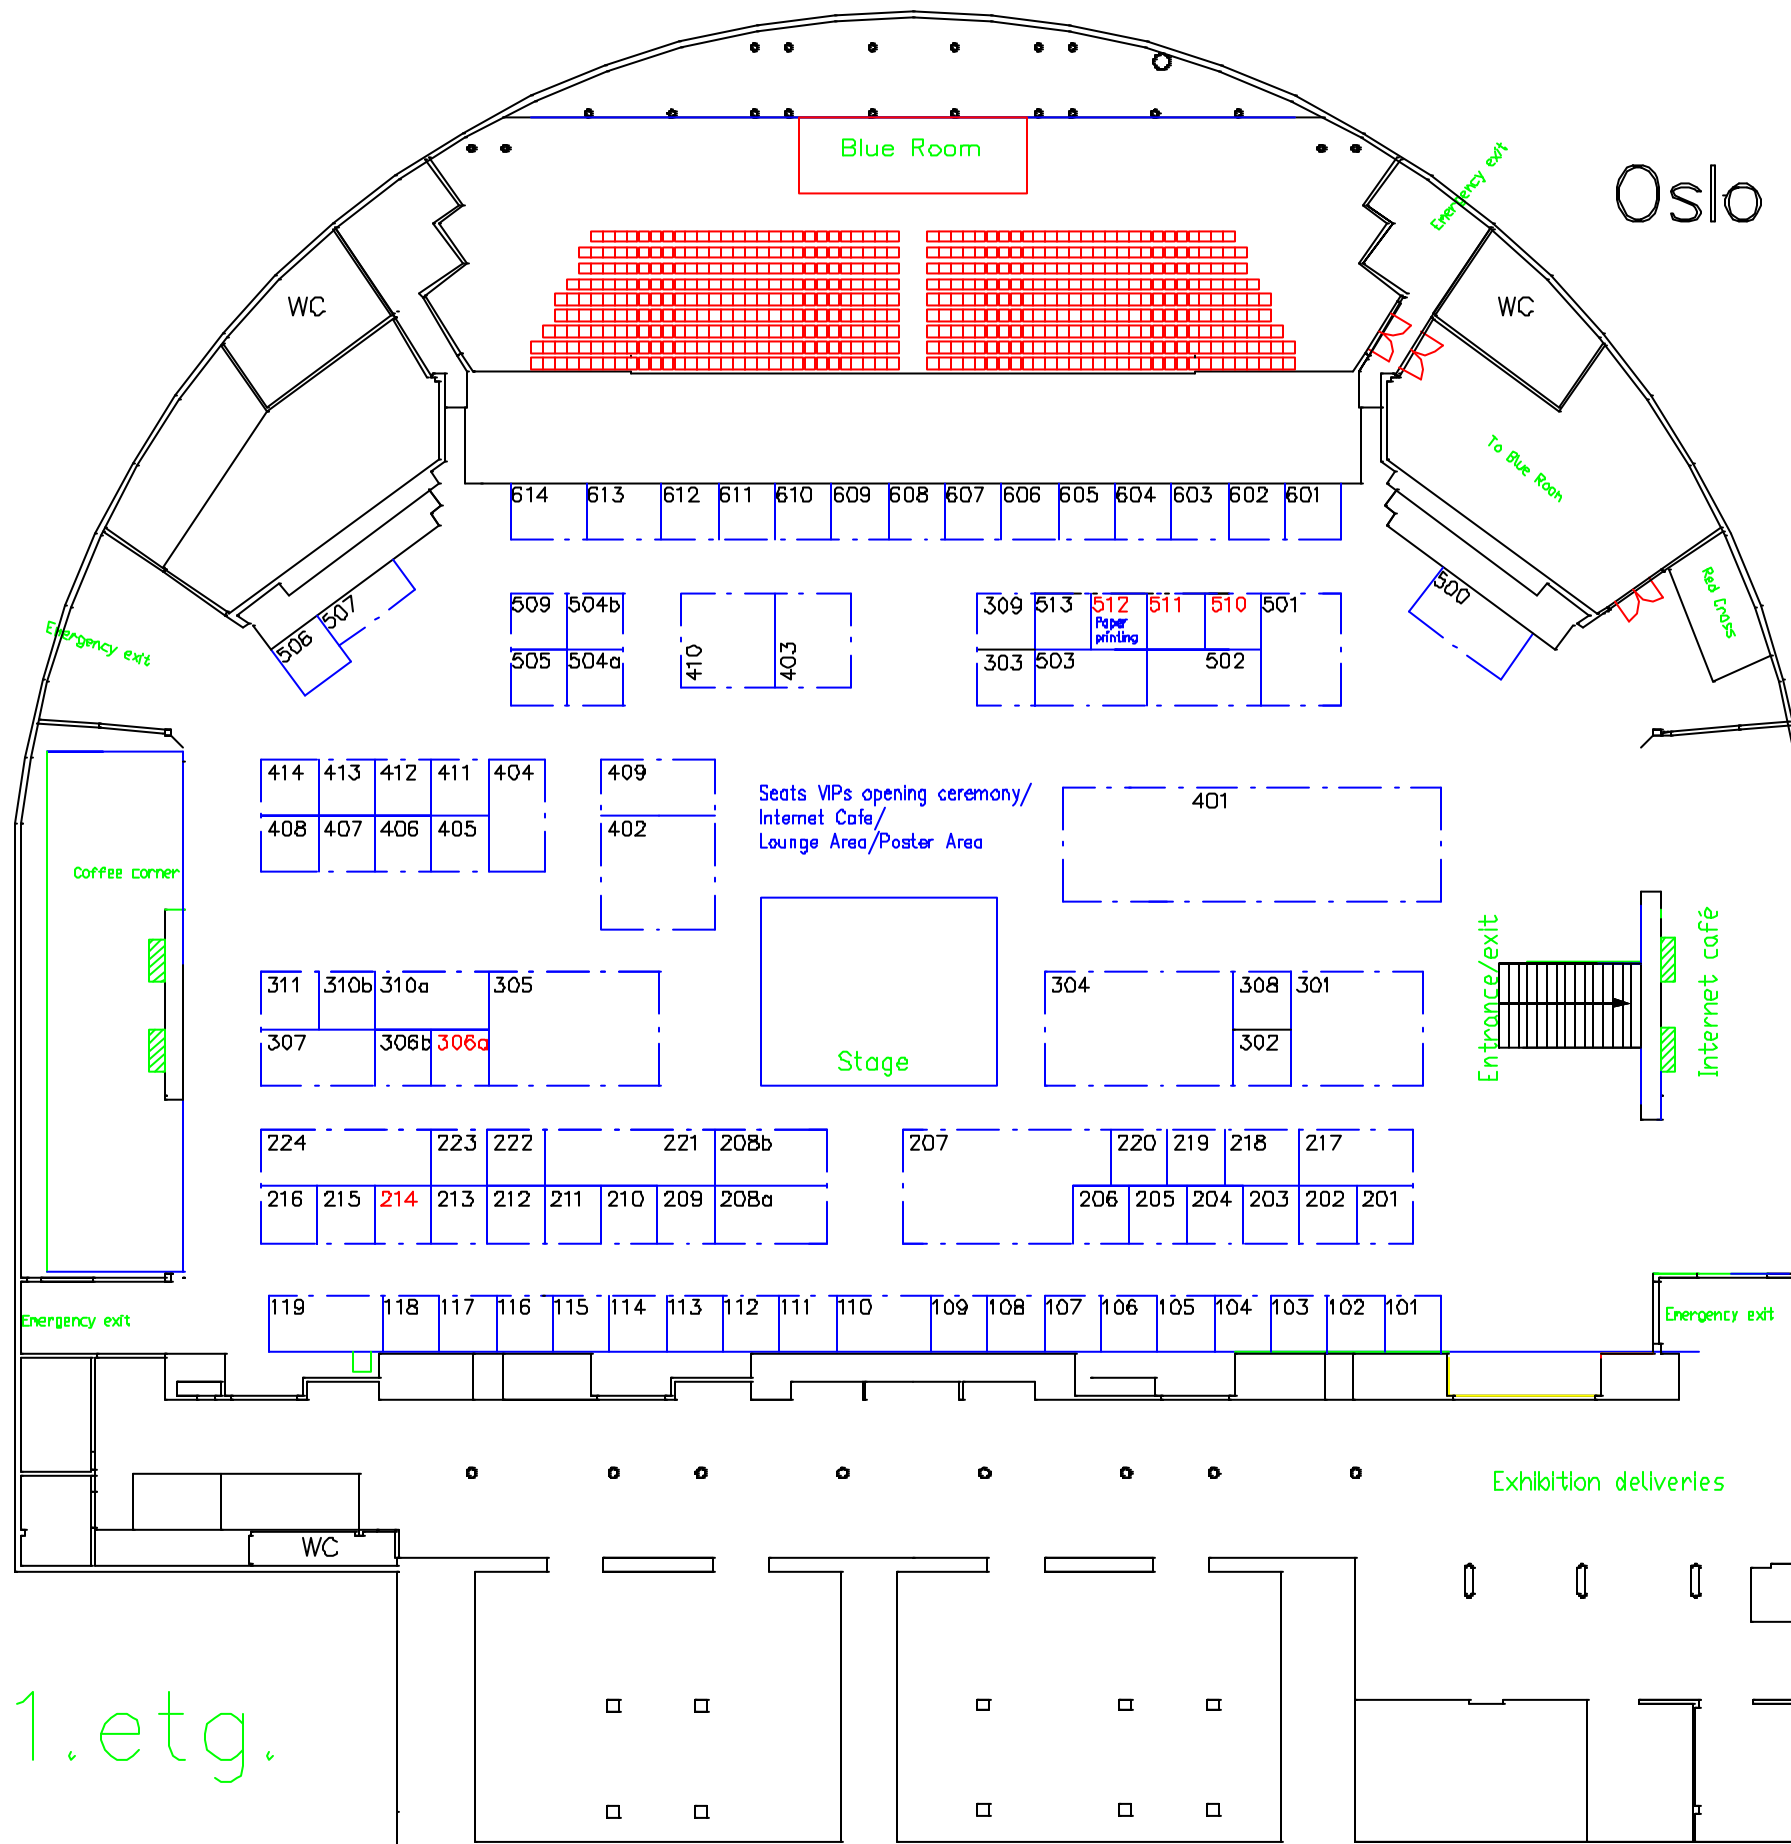 Blue Room
Emergency exit
Oslo
WC
WC
To Blue Room
614 613 612 611 610 609 608 607 606 605 604 603 602 601
Red Cross
500
506 507
509 504b
309 513 512 511 510 501
Paper
printing
505 504a
410 403
303 503 502
Emergency exit
414 413 412 411 404
409
408 407 406 405
402
Seats VIPs opening ceremony/
Internet Cafe/
Lounge Area/Poster Area
401
Coffee corner
Entrance/exit
Internet café
311 310b 310a 305
304 308 301
307 306b 306a
302
Stage
224 223 222 221 208b
207 220 219 218 217
216 215 214 213 212 211 210 209 208a
206 205 204 203 202 201
119 118 117 116 115 114 113 112 111 110 109 108 107 106 105 104 103 102 101
Emergency exit
Emergency exit
Exhibition deliveries
WC
1.etg.